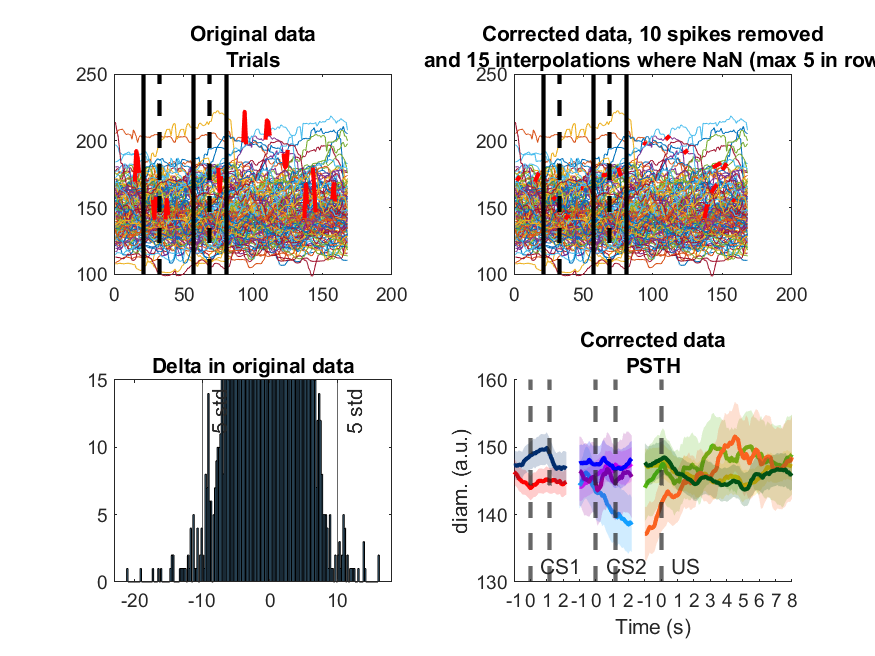 Original data
Trials
250
200
150
100
0 50 100 150 200
Corrected data, 10 spikes removed
and 15 interpolations where NaN (max 5 in row
250
200
150
100
0 50 100 150 200
Delta in original data
15
10
5
0
5 std
5 std
-20 -10 0 10
Corrected data
PSTH
160
150
140
130
diam. (a.u.)
CS1 CS2 US
-1 0 1 2 -1 0 1 2 -1 0 1 2 3 4 5 6 7 8
Time (s)